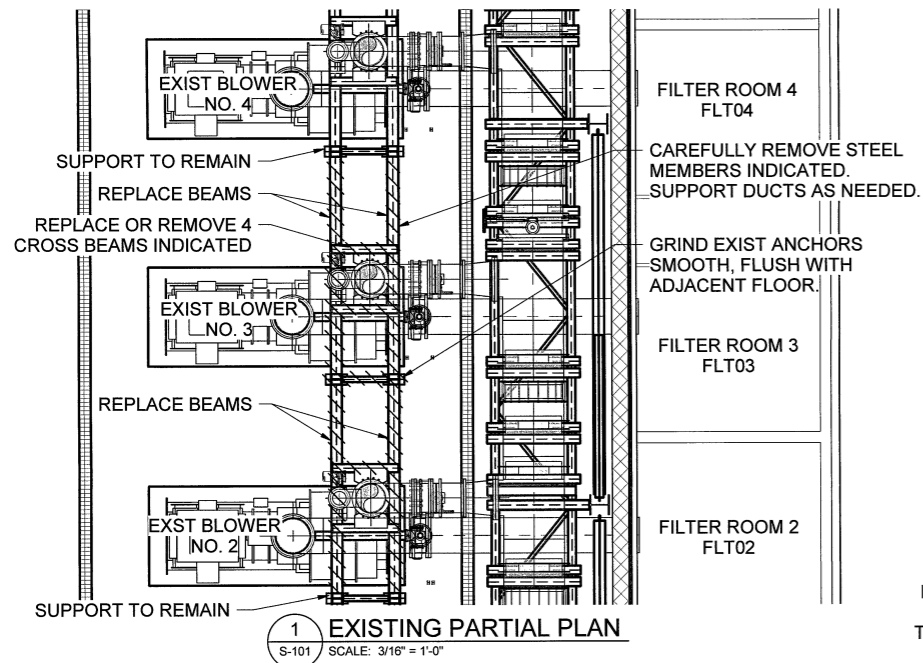 EXIST BLOWER
NO. 4
FILTER ROOM 4
FLT04
SUPPORT TO REMAIN
REPLACE BEAMS
REPLACE OR REMOVE 4
CROSS BEAMS INDICATED
CAREFULLY REMOVE STEEL
MEMBERS INDICATED.
SUPPORT DUCTS AS NEEDED.
GRIND EXIST ANCHORS
SMOOTH, FLUSH WITH
ADJACENT FLOOR.
EXIST BLOWER
NO. 3
FILTER ROOM 3
FLT03
REPLACE BEAMS
EXST BLOWER
NO. 2
FILTER ROOM 2
FLT02
SUPPORT TO REMAIN
1
S-101
EXISTING PARTIAL PLAN
SCALE: 3/16" = 1'-0"